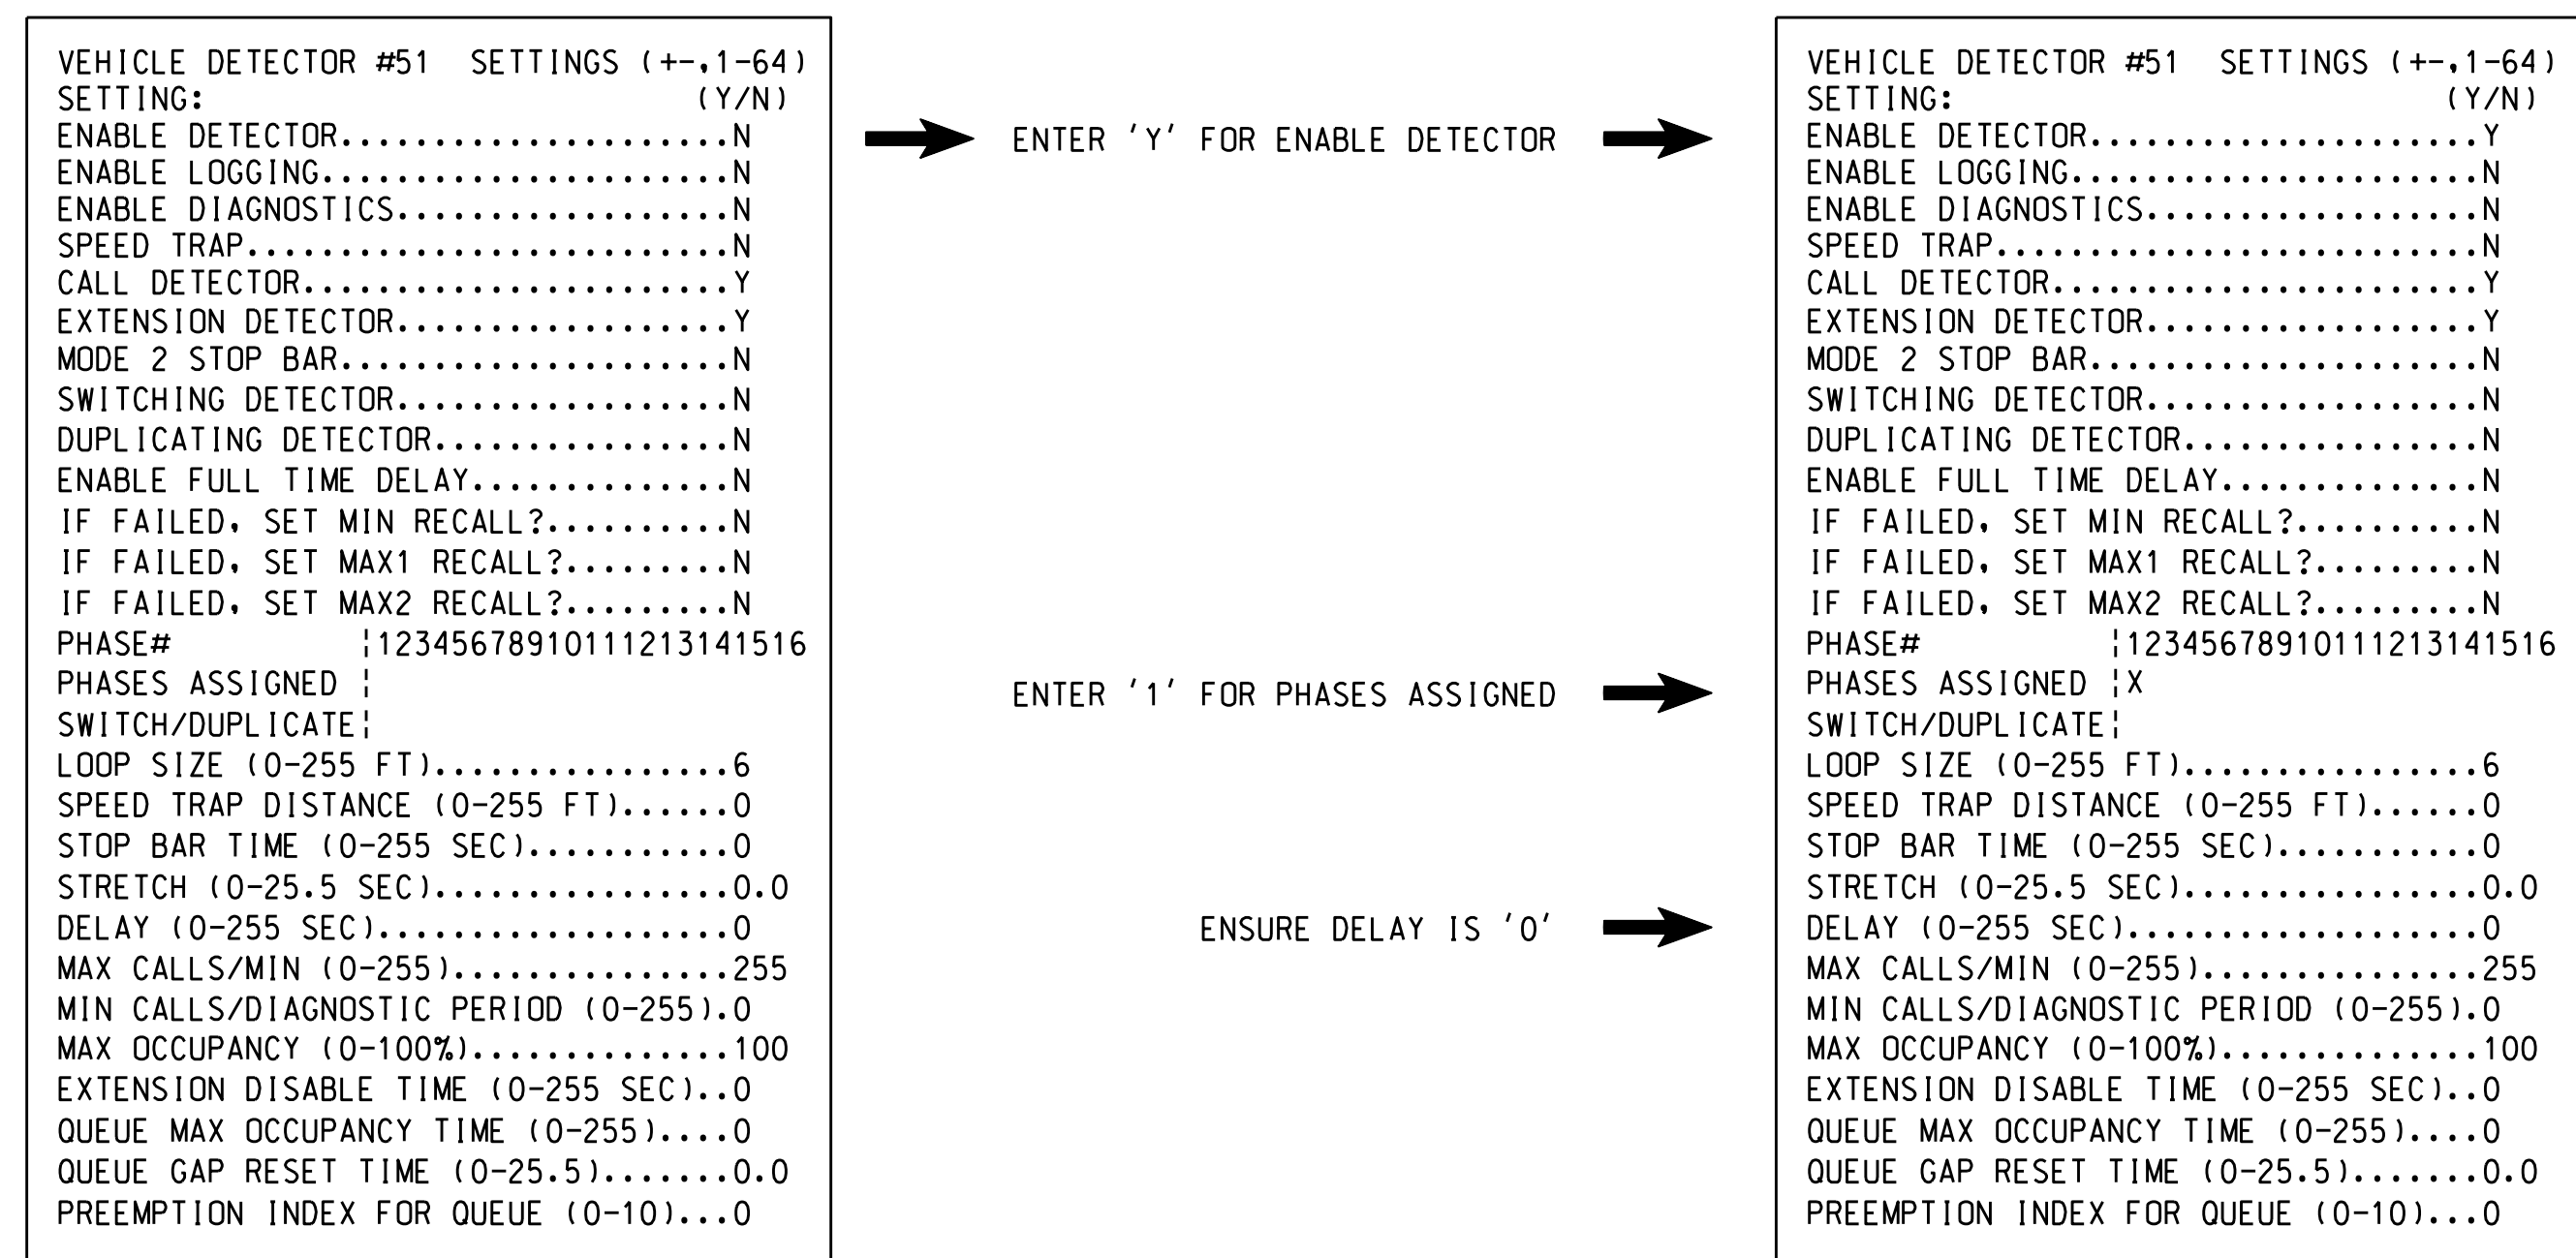 VEHICLE DETECTOR #51  SETTINGS (+-,1-64)
SETTING:                          (Y/N)
ENABLE DETECTOR.....................N
ENABLE LOGGING......................N
ENABLE DIAGNOSTICS..................N
SPEED TRAP..........................N
CALL DETECTOR.......................Y
EXTENSION DETECTOR..................Y
MODE 2 STOP BAR.....................N
SWITCHING DETECTOR..................N
DUPLICATING DETECTOR................N
ENABLE FULL TIME DELAY..............N
IF FAILED, SET MIN RECALL?..........N
IF FAILED, SET MAX1 RECALL?.........N
IF FAILED, SET MAX2 RECALL?.........N
PHASE#          ¦12345678910111213141516
PHASES ASSIGNED ¦
SWITCH/DUPLICATE¦
LOOP SIZE (0-255 FT)................6
SPEED TRAP DISTANCE (0-255 FT)......0
STOP BAR TIME (0-255 SEC)...........0
STRETCH (0-25.5 SEC)................0.0
DELAY (0-255 SEC)...................0
MAX CALLS/MIN (0-255)...............255
MIN CALLS/DIAGNOSTIC PERIOD (0-255).0
MAX OCCUPANCY (0-100%)..............100
EXTENSION DISABLE TIME (0-255 SEC)..0
QUEUE MAX OCCUPANCY TIME (0-255)....0
QUEUE GAP RESET TIME (0-25.5).......0.0
PREEMPTION INDEX FOR QUEUE (0-10)...0
ENTER 'Y' FOR ENABLE DETECTOR
ENTER '1' FOR PHASES ASSIGNED
ENSURE DELAY IS '0'
VEHICLE DETECTOR #51  SETTINGS (+-,1-64)
SETTING:                          (Y/N)
ENABLE DETECTOR.....................Y
ENABLE LOGGING......................N
ENABLE DIAGNOSTICS..................N
SPEED TRAP..........................N
CALL DETECTOR.......................Y
EXTENSION DETECTOR..................Y
MODE 2 STOP BAR.....................N
SWITCHING DETECTOR..................N
DUPLICATING DETECTOR................N
ENABLE FULL TIME DELAY..............N
IF FAILED, SET MIN RECALL?..........N
IF FAILED, SET MAX1 RECALL?.........N
IF FAILED, SET MAX2 RECALL?.........N
PHASE#          ¦12345678910111213141516
PHASES ASSIGNED ¦X
SWITCH/DUPLICATE¦
LOOP SIZE (0-255 FT)................6
SPEED TRAP DISTANCE (0-255 FT)......0
STOP BAR TIME (0-255 SEC)...........0
STRETCH (0-25.5 SEC)................0.0
DELAY (0-255 SEC)...................0
MAX CALLS/MIN (0-255)...............255
MIN CALLS/DIAGNOSTIC PERIOD (0-255).0
MAX OCCUPANCY (0-100%)..............100
EXTENSION DISABLE TIME (0-255 SEC)..0
QUEUE MAX OCCUPANCY TIME (0-255)....0
QUEUE GAP RESET TIME (0-25.5).......0.0
PREEMPTION INDEX FOR QUEUE (0-10)...0